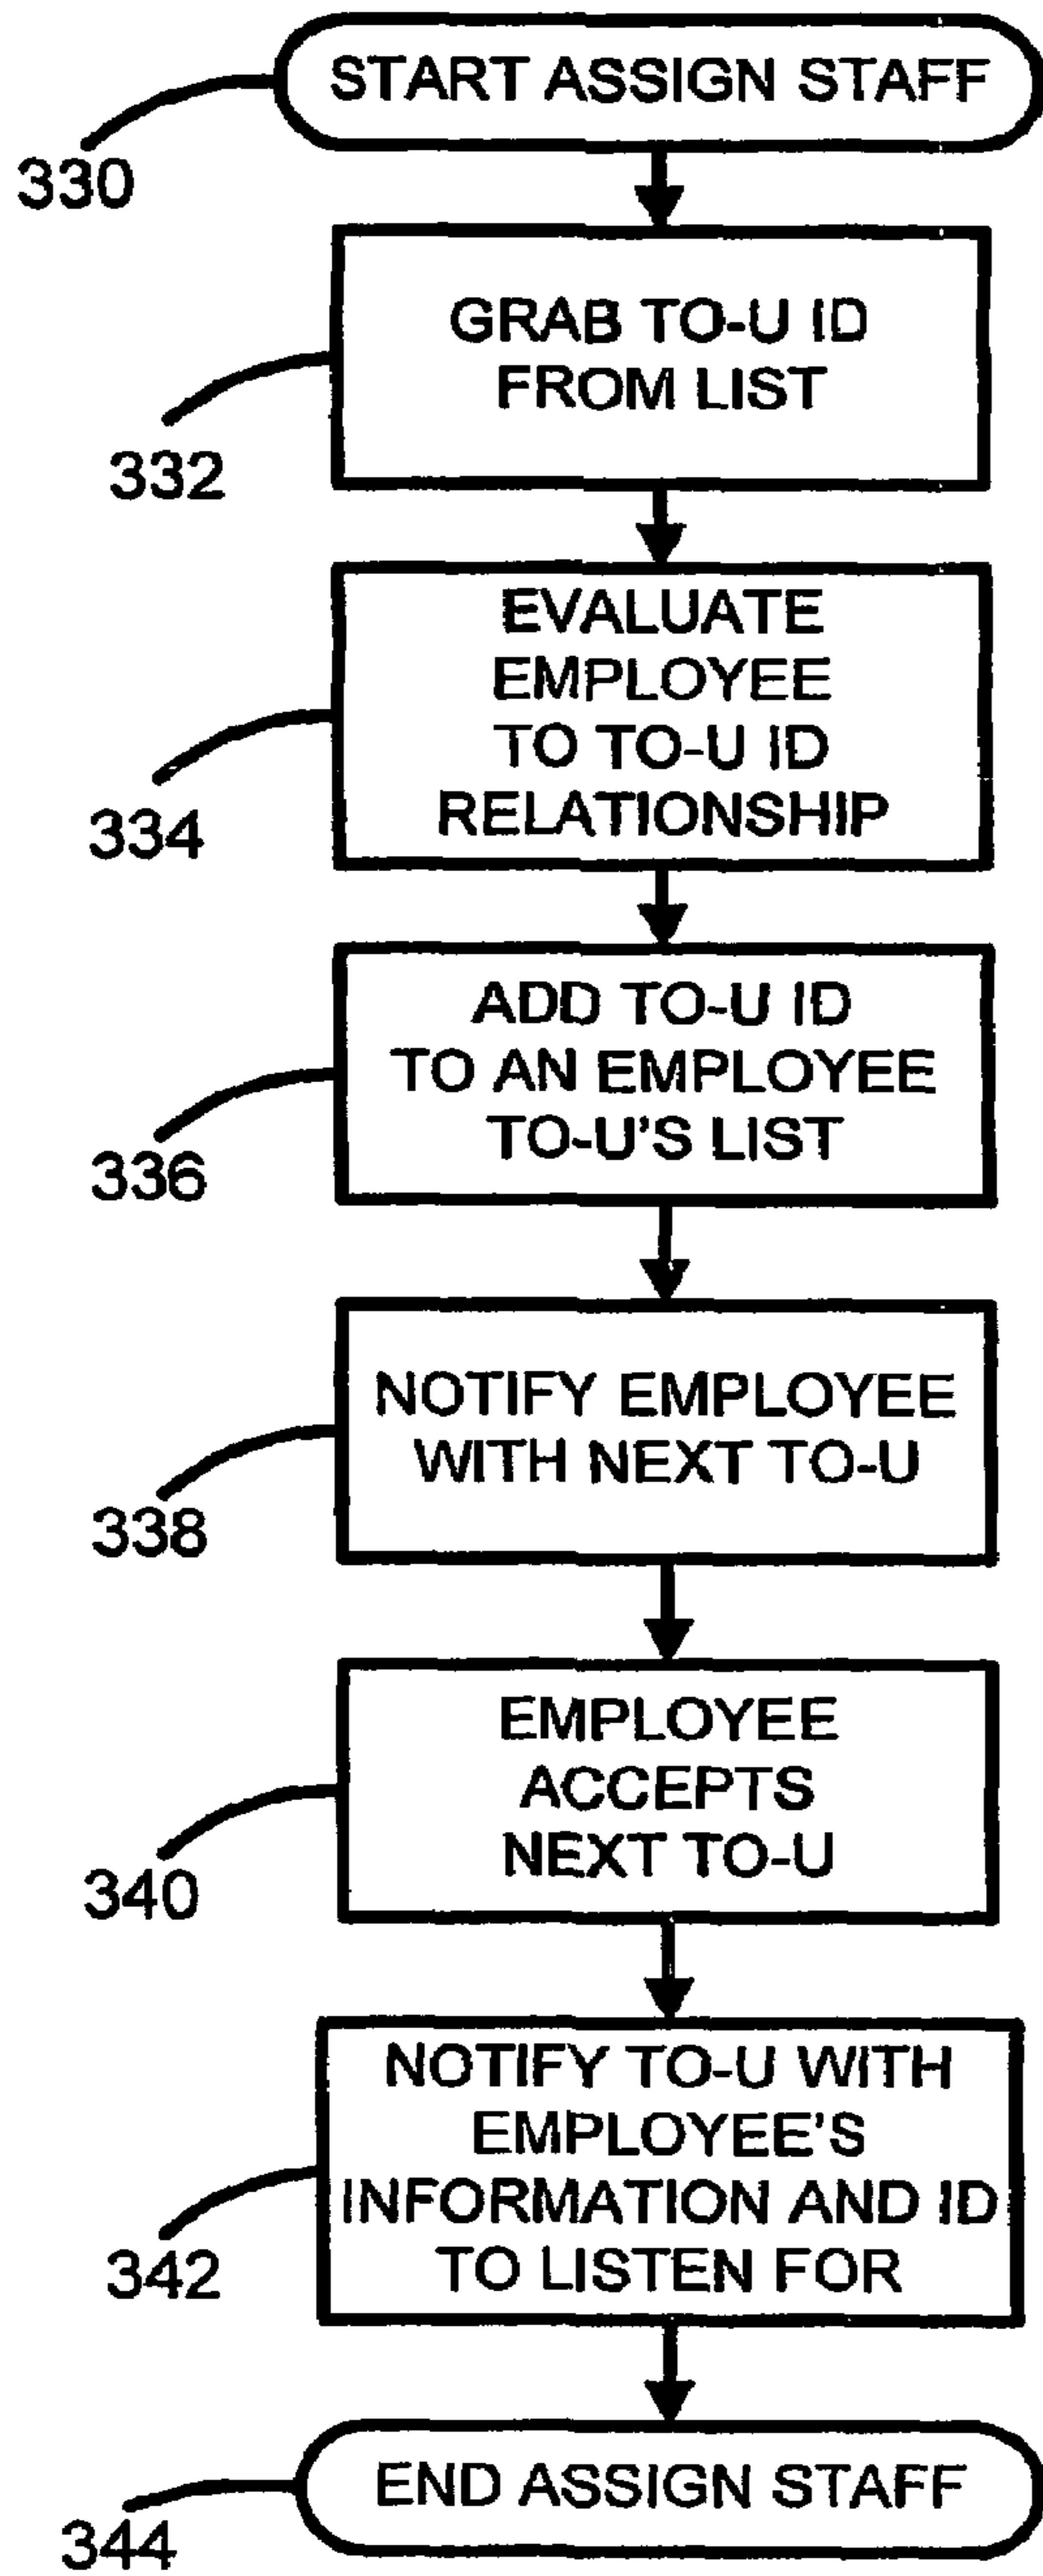 START ASSIGN STAFF
330
GRAB TO-U ID
FROM LIST
332
EVALUATE
EMPLOYEE
TO TO-U ID
RELATIONSHIP
334
ADD TO-U ID
TO AN EMPLOYEE
TO-U'S LIST
336
NOTIFY EMPLOYEE
WITH NEXT TO-U
338
EMPLOYEE
ACCEPTS
NEXT TO-U
340
NOTIFY TO-U WITH
EMPLOYEE'S
INFORMATION AND ID
TO LISTEN FOR
342
END ASSIGN STAFF
344